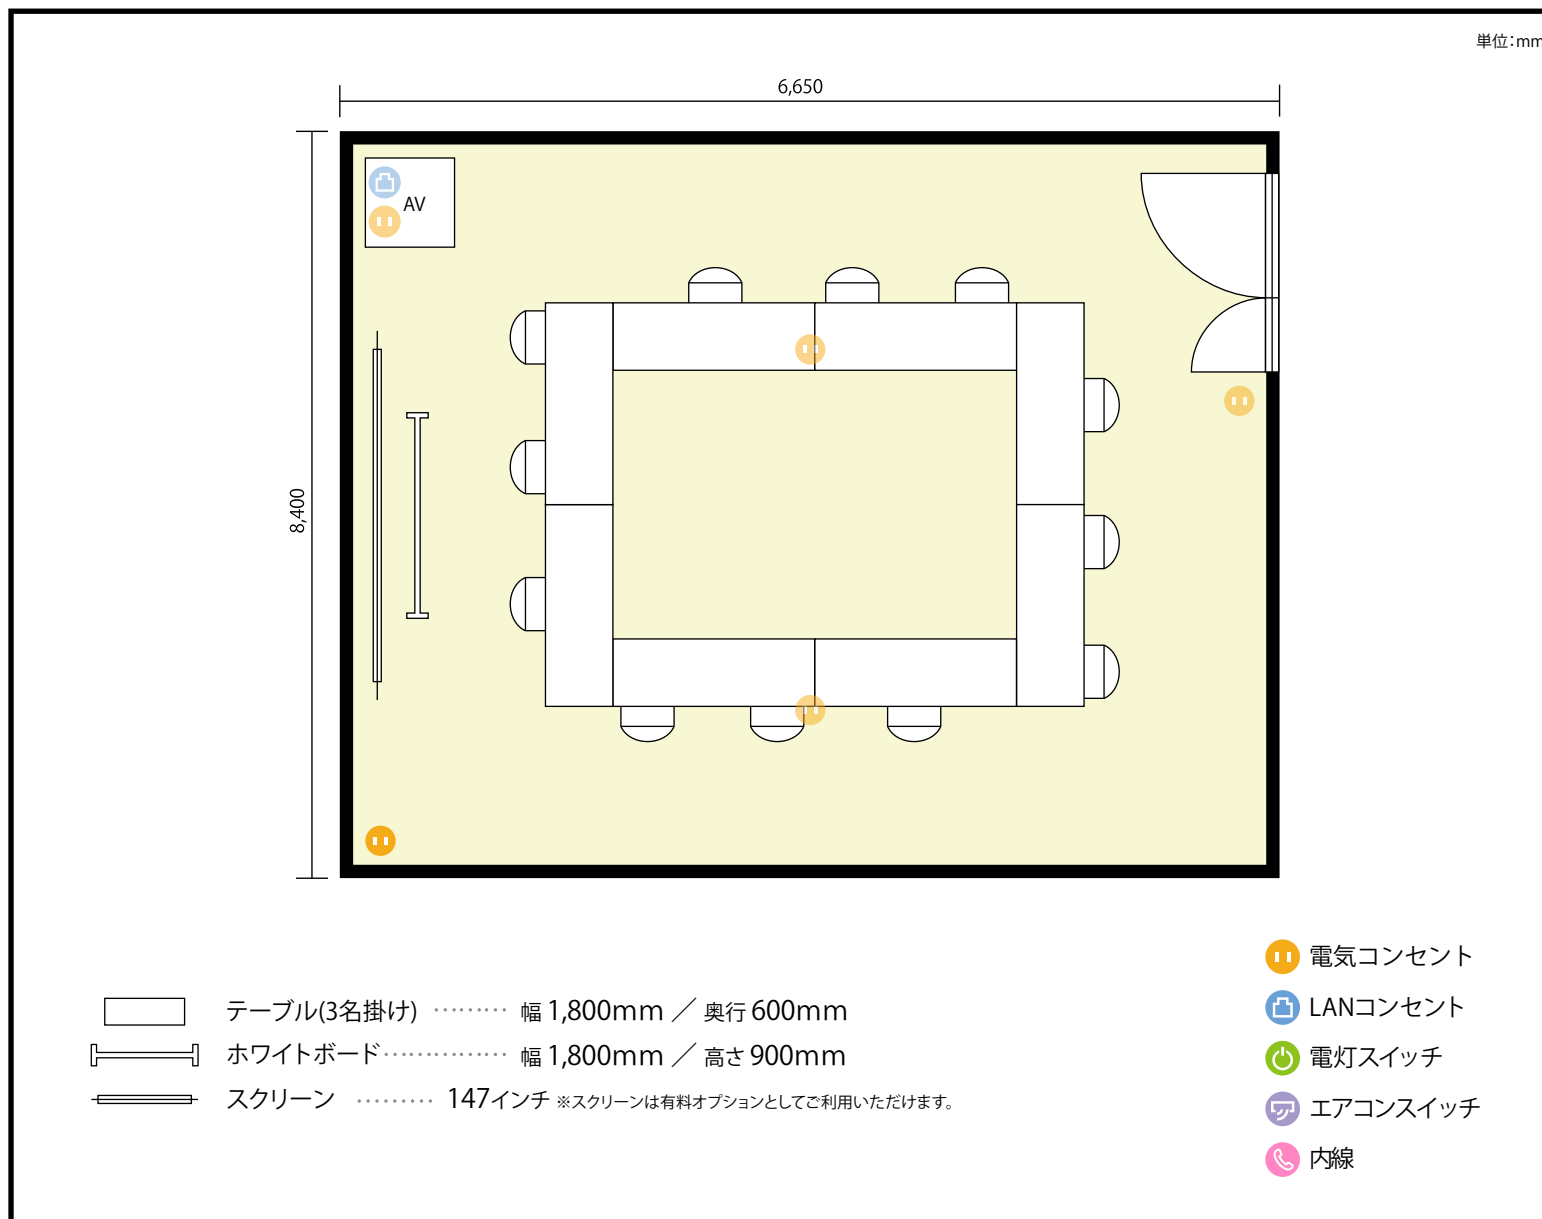 単位：mm
6,650
AV
8,400
テーブル(3名掛け) ········· 幅 1,800mm ／ 奥行 600mm
ホワイトボード ··············· 幅 1,800mm ／ 高さ 900mm
スクリーン ········· 147インチ ※スクリーンは有料オプションとしてご利用いただけます。
電気コンセント
LANコンセント
電灯スイッチ
エアコンスイッチ
内線